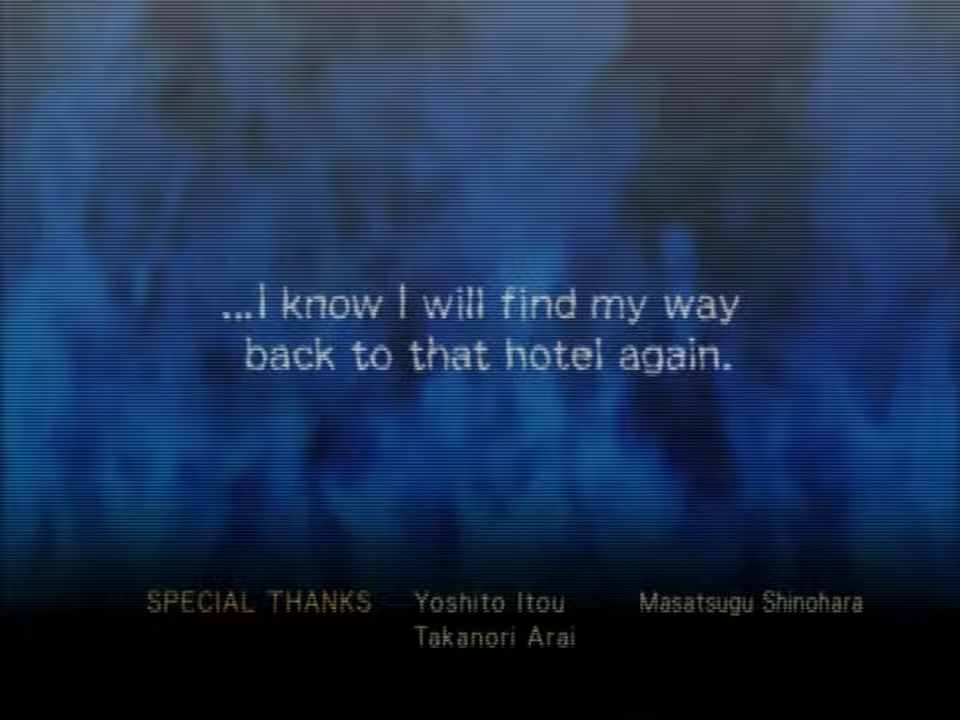 ...I know I will find my way
back to that hotel again.
SPECIAL THANKS Yoshito Itou Masatsugu Shinohara
Takanori Arai